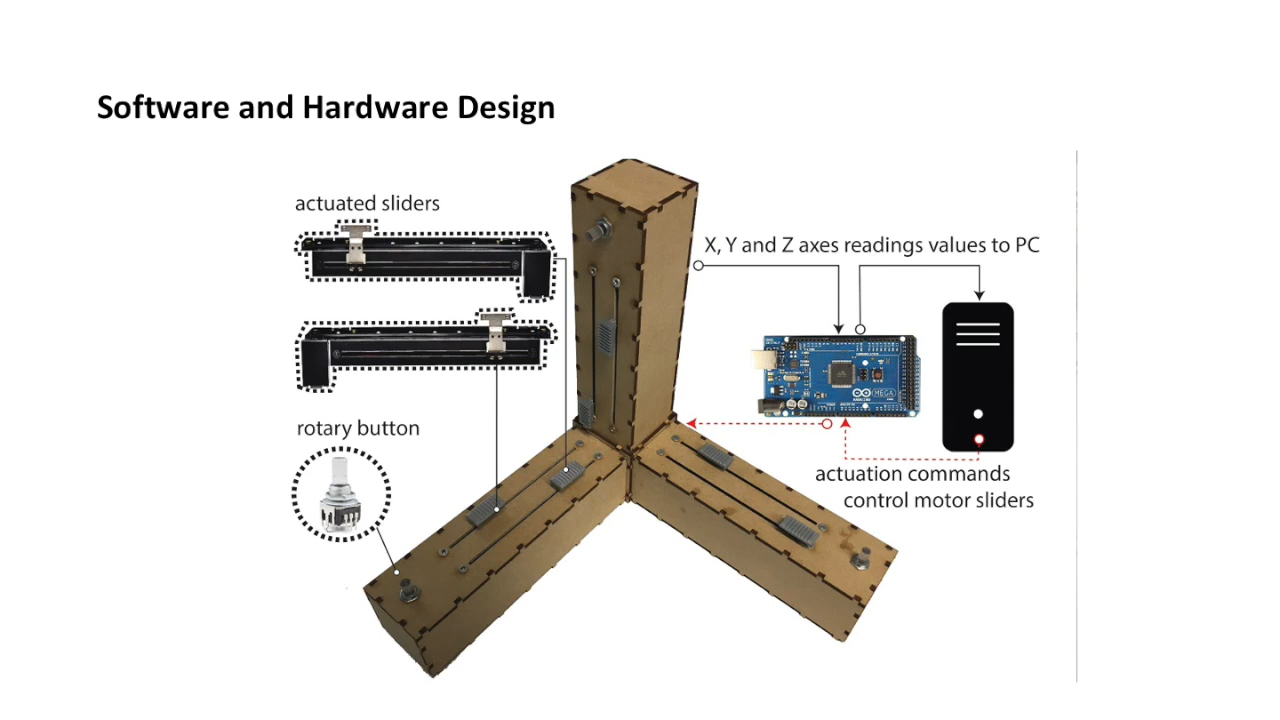 Software and Hardware Design
actuated sliders
X, Y and Z axes readings values to PC
rotary button
MEGA
actuation commands
control motor sliders